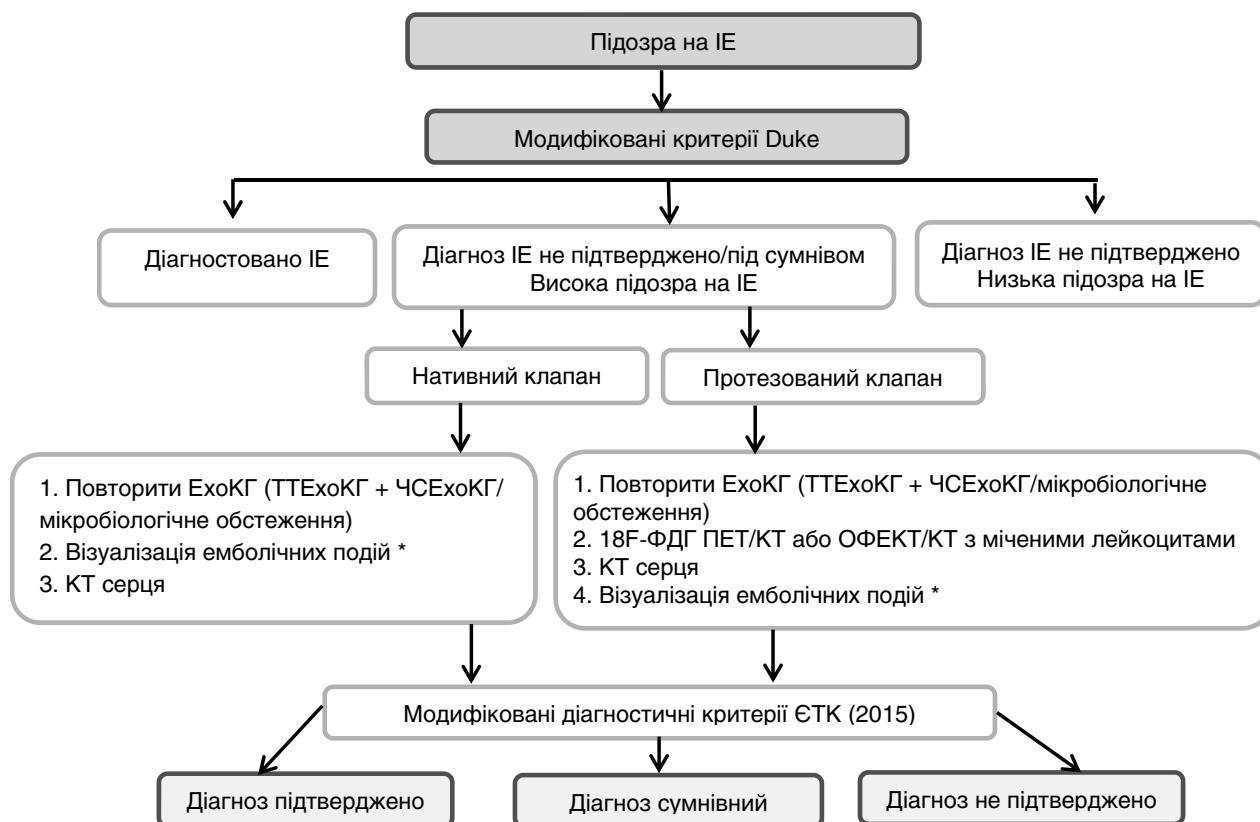 Підозра на ІЕ
Модифіковані критерії Duke
Діагностовано ІЕ
Діагноз ІЕ не підтверджено/під сумнівом
Висока підозра на ІЕ
Діагноз ІЕ не підтверджено
Низька підозра на ІЕ
Нативний клапан
Протезований клапан
1. Повторити ЕхоКГ (ТТЕхоКГ + ЧСЕхоКГ/
мікробіологічне обстеження)
2. Візуалізація емболічних подій *
3. КТ серця
1. Повторити ЕхоКГ (ТТЕхоКГ + ЧСЕхоКГ/мікробіологічне
обстеження)
2. 18F-ФДГ ПЕТ/КТ або ОФЕКТ/КТ з міченими лейкоцитами
3. КТ серця
4. Візуалізація емболічних подій *
Модифіковані діагностичні критерії ЄТК (2015)
Діагноз підтверджено
Діагноз сумнівний
Діагноз не підтверджено